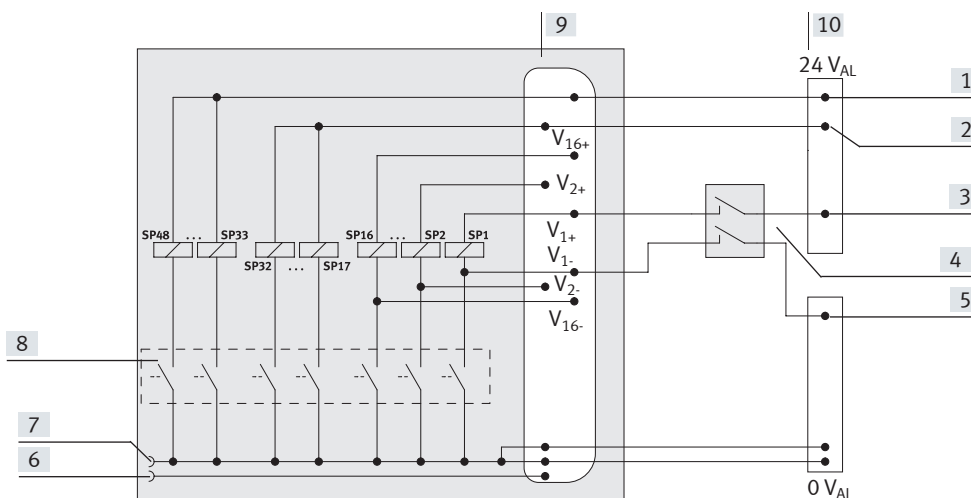 9
10
24 VAL
1
2
V16+
V2+
3
SP48 ... SP33
SP16 ... SP2 SP1
V1+
V1-
SP32 ... SP17
4
V2-
V16-
5
8
7
6
0 VAL